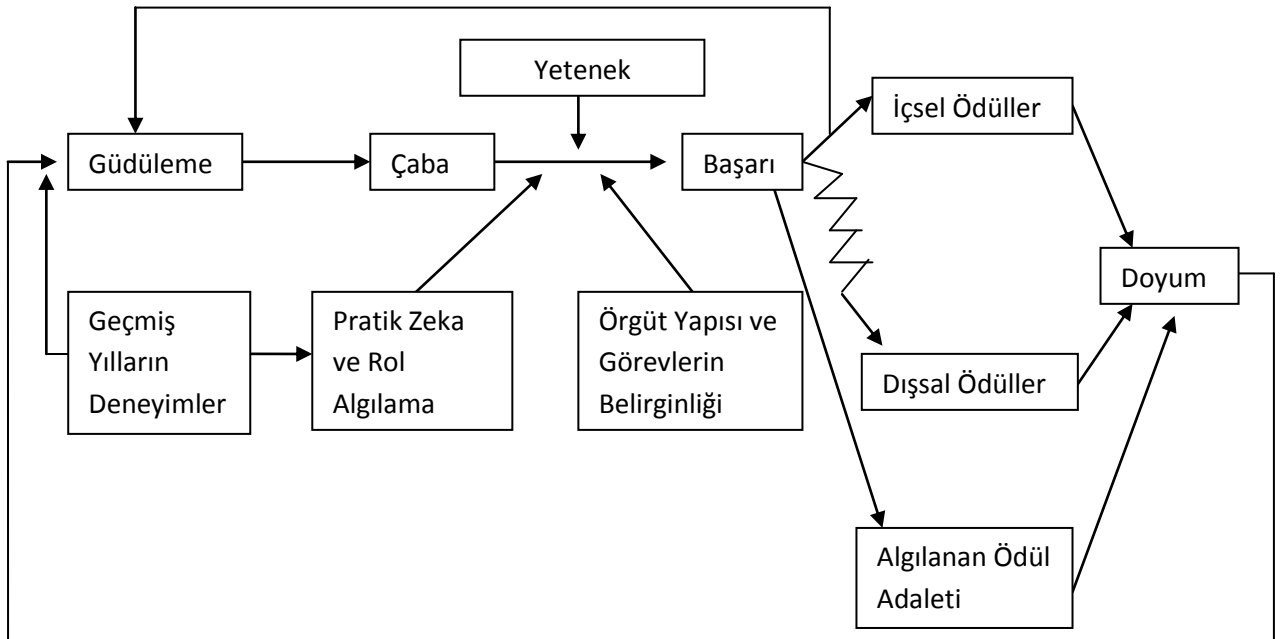 Yetenek
İçsel Ödüller
Güdüleme
Çaba
Başarı
Doyum
Geçmiş
Yılların
Deneyimler
Pratik Zeka
ve Rol
Algılama
Örgüt Yapısı ve
Görevlerin
Belirginliği
Dışsal Ödüller
Algılanan Ödül
Adaleti